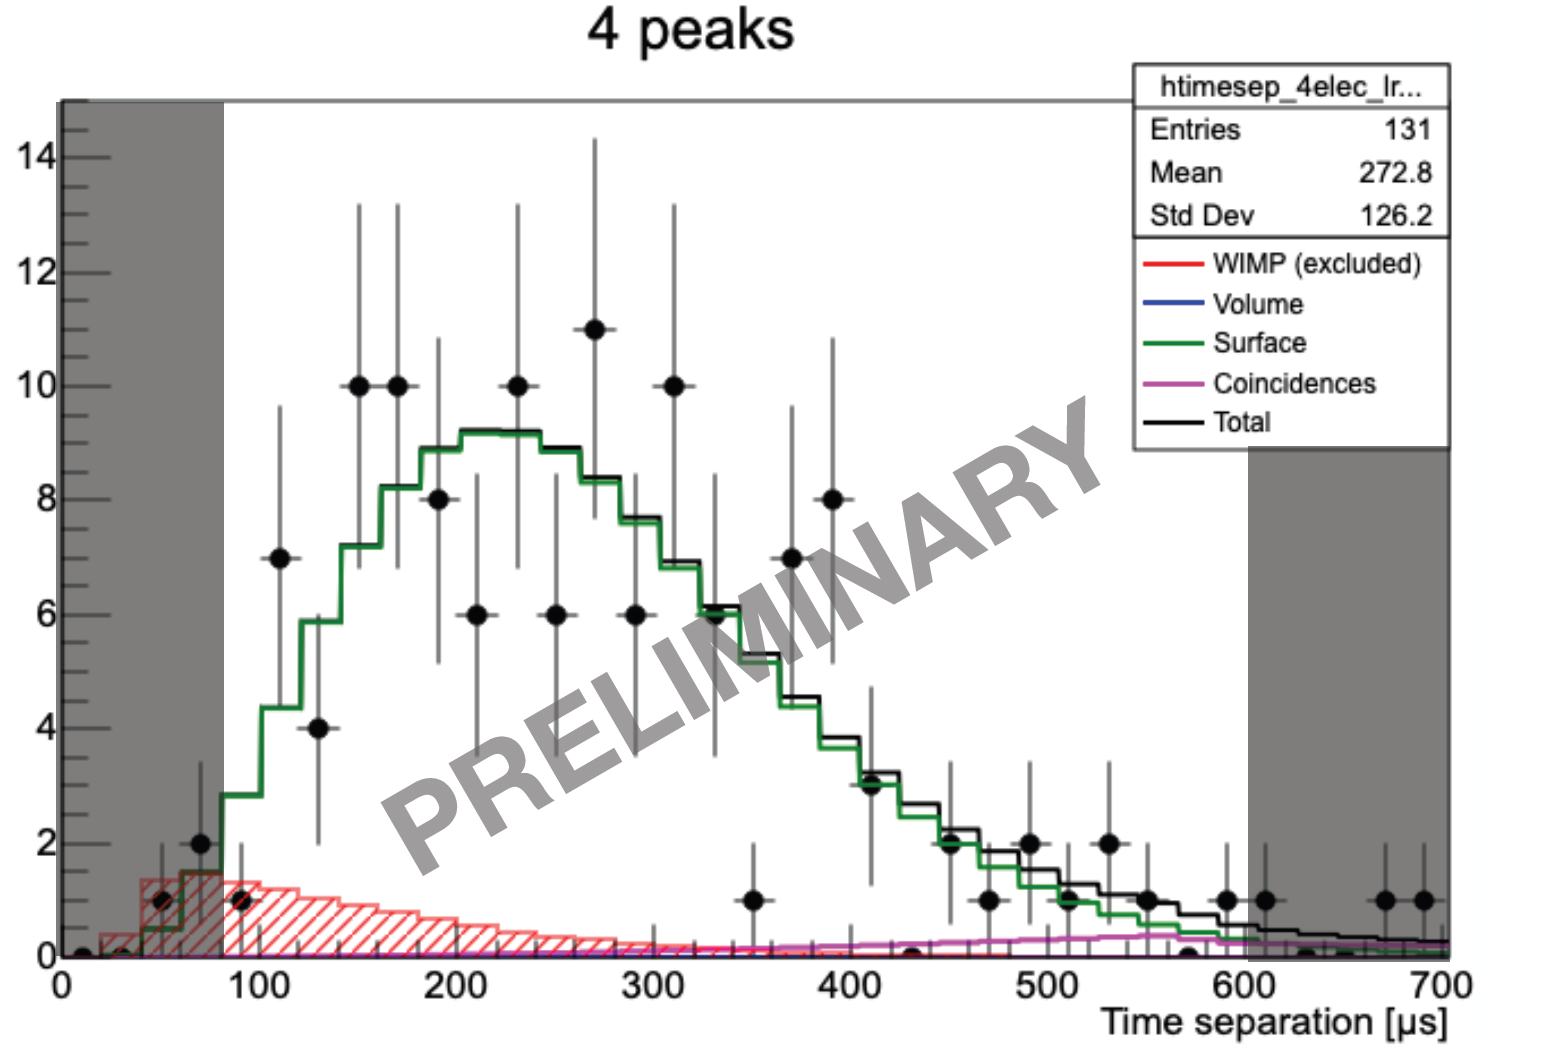 4 peaks
htimesep_4elec_lr...
Entries 131
Mean 272.8
Std Dev 126.2
WIMP (excluded)
Volume
Surface
Coincidences
Total
14
12
10
8
6
4
2
0
PRELIMINARY
0 100 200 300 400 500 600 700
Time separation [μs]